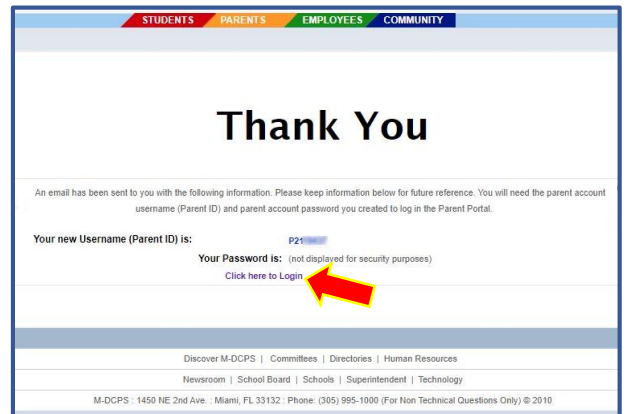 STUDENTS PARENTS EMPLOYEES COMMUNITY
Thank You
An email has been sent to you with the following information. Please keep information below for future reference. You will need the parent account
username (Parent ID) and parent account password you created to log in the Parent Portal.
Your new Username (Parent ID) is: P21
Your Password is: (not displayed for security purposes)
Click here to Login
Discover M-DCPS | Committees | Directories | Human Resources
Newsroom | School Board | Schools | Superintendent | Technology
M-DCPS : 1450 NE 2nd Ave. : Miami, FL 33132 : Phone: (305) 995-1000 (For Non Technical Questions Only) © 2010